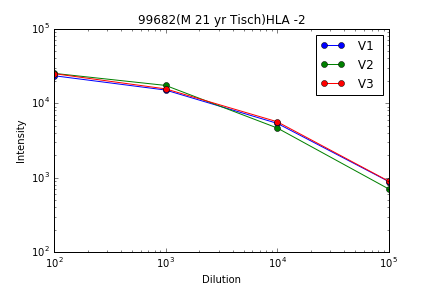 99682(M 21 yr Tisch)HLA -2
10^5
10^4
10^3
10^2
Intensity
V1
V2
V3
10^2 10^3 10^4 10^5
Dilution